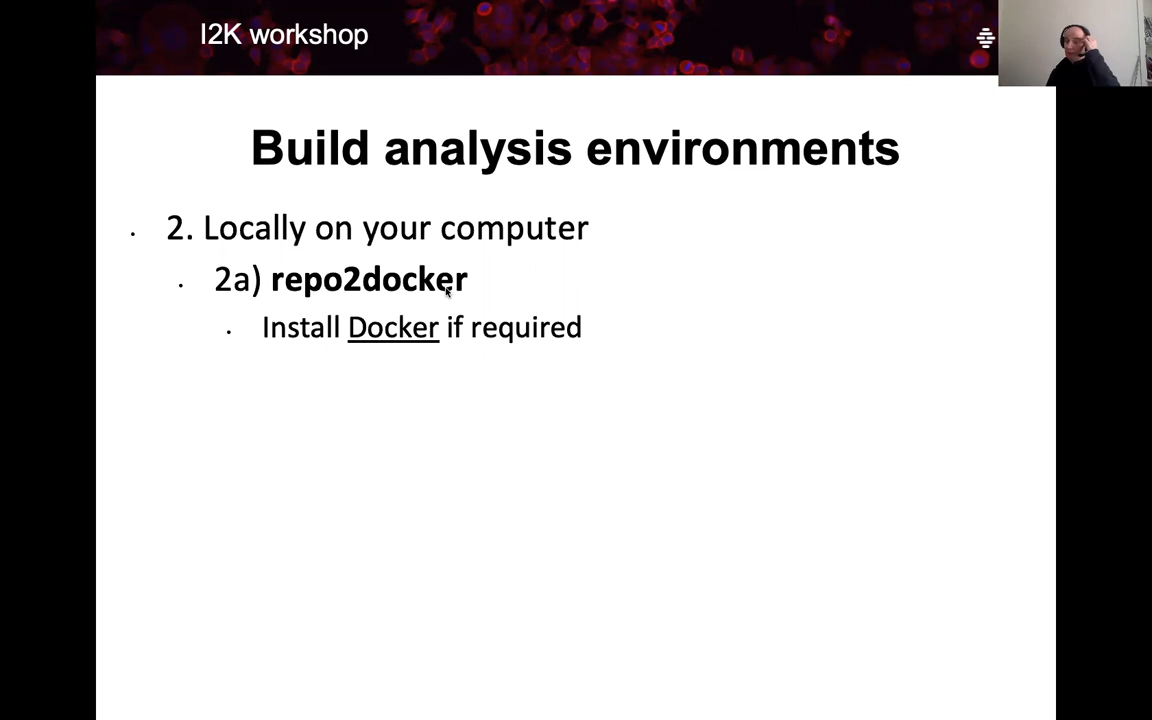 I2K workshop
Build analysis environments
2. Locally on your computer
2a) repo2docker
Install Docker if required